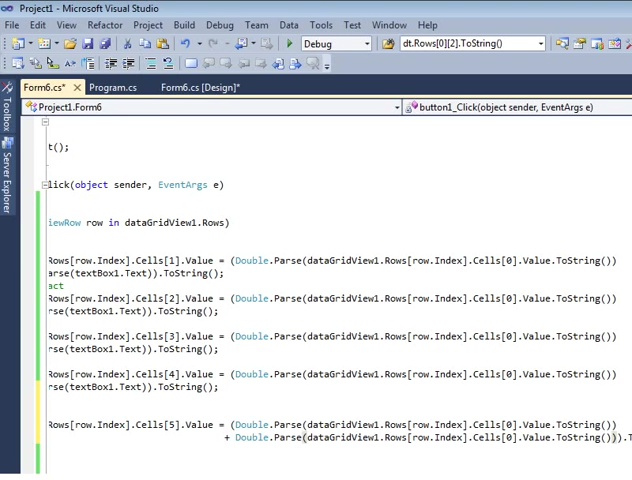 Project1.Form6 - Microsoft Visual Studio
File Edit View Refactor Project Build Debug Team Data Tools Test Window Help
Debug dt.Rows[0][2].ToString()
Form6.cs* Program.cs Form6.cs [Design]*
Project1.Form6 button1_Click(object sender, EventArgs e)
Toolbox
Server Explorer
t();
lick(object sender, EventArgs e)
iewRow row in dataGridView1.Rows)
Rows[row.Index].Cells[1].Value = (Double.Parse(dataGridView1.Rows[row.Index].Cells[0].Value.ToString())
arse(textBox1.Text)).ToString();
act
Rows[row.Index].Cells[2].Value = (Double.Parse(dataGridView1.Rows[row.Index].Cells[0].Value.ToString())
rse(textBox1.Text)).ToString();
Rows[row.Index].Cells[3].Value = (Double.Parse(dataGridView1.Rows[row.Index].Cells[0].Value.ToString())
rse(textBox1.Text)).ToString();
Rows[row.Index].Cells[4].Value = (Double.Parse(dataGridView1.Rows[row.Index].Cells[0].Value.ToString())
rse(textBox1.Text)).ToString();
Rows[row.Index].Cells[5].Value = (Double.Parse(dataGridView1.Rows[row.Index].Cells[0].Value.ToString())
+ Double.Parse(dataGridView1.Rows[row.Index].Cells[0].Value.ToString())).T